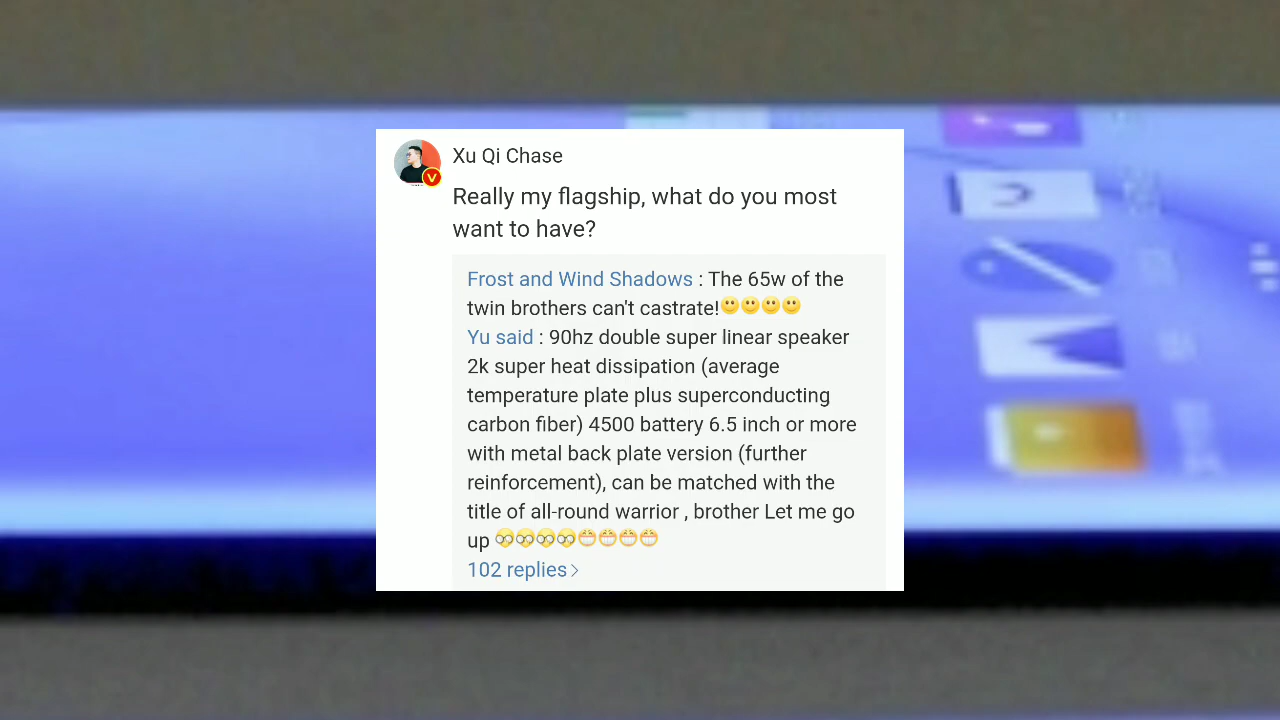 Xu Qi Chase
Really my flagship, what do you most
want to have?
Frost and Wind Shadows : The 65w of the
twin brothers can't castrate!🙂🙂🙂🙂
Yu said : 90hz double super linear speaker
2k super heat dissipation (average
temperature plate plus superconducting
carbon fiber) 4500 battery 6.5 inch or more
with metal back plate version (further
reinforcement), can be matched with the
title of all-round warrior , brother Let me go
up 🤓🤓🤓🤓😁😁😁😁
102 replies>